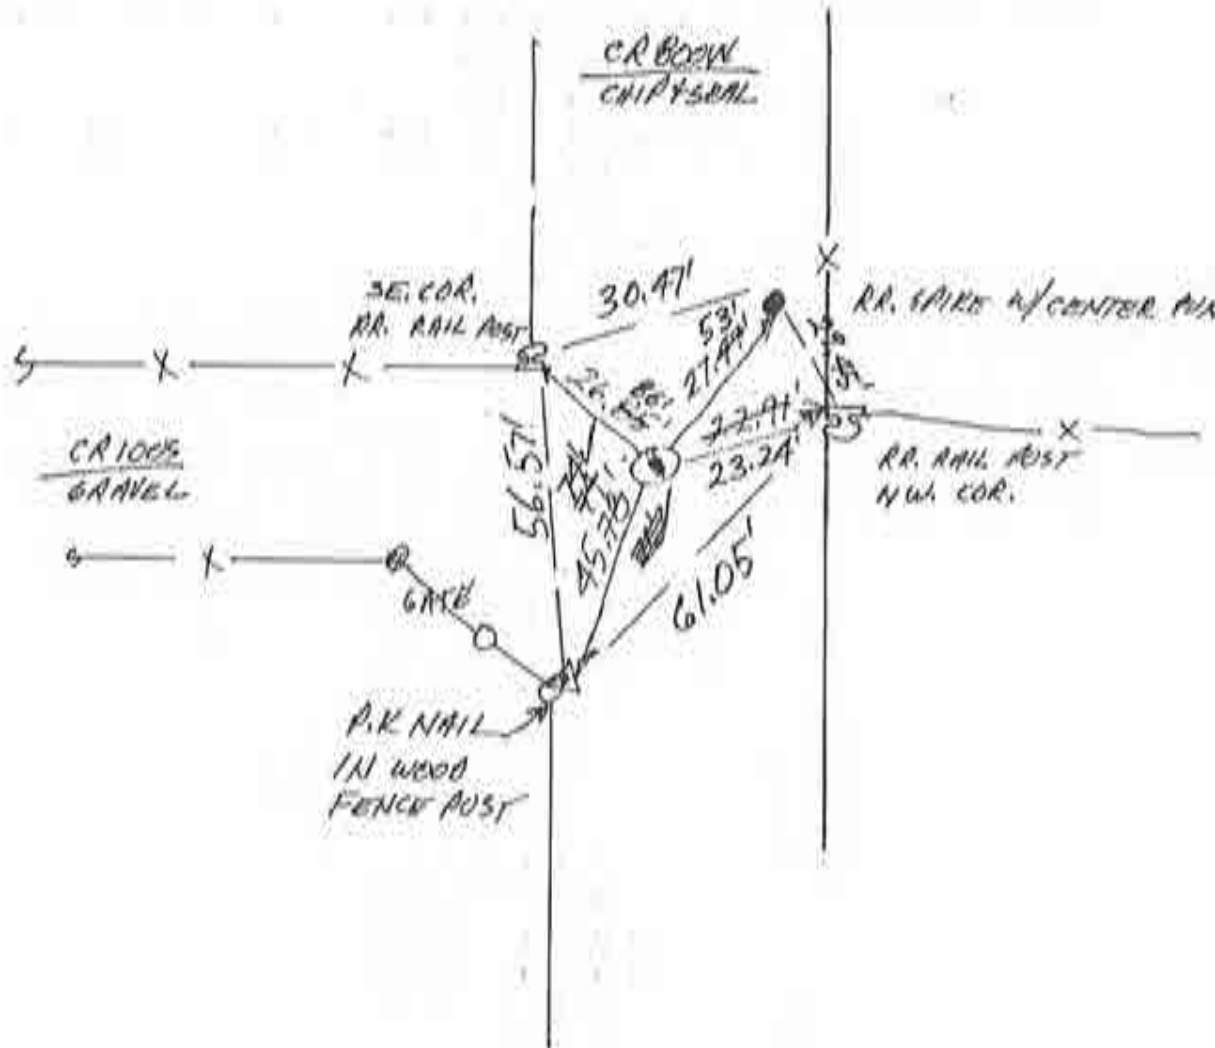 CR 800W
CHIP & SEAL
SE. COR.
RR. RAIL POST
30.47'
RR. SPIKE W/ CENTER
53'
27.44'
26.
86'
22.91'
23.24'
CR 100S
GRAVEL
56.57'
45.78'
RR. RAIL POST
N.W. COR.
61.05'
GATE
P.K NAIL
IN WOOD
FENCE POST